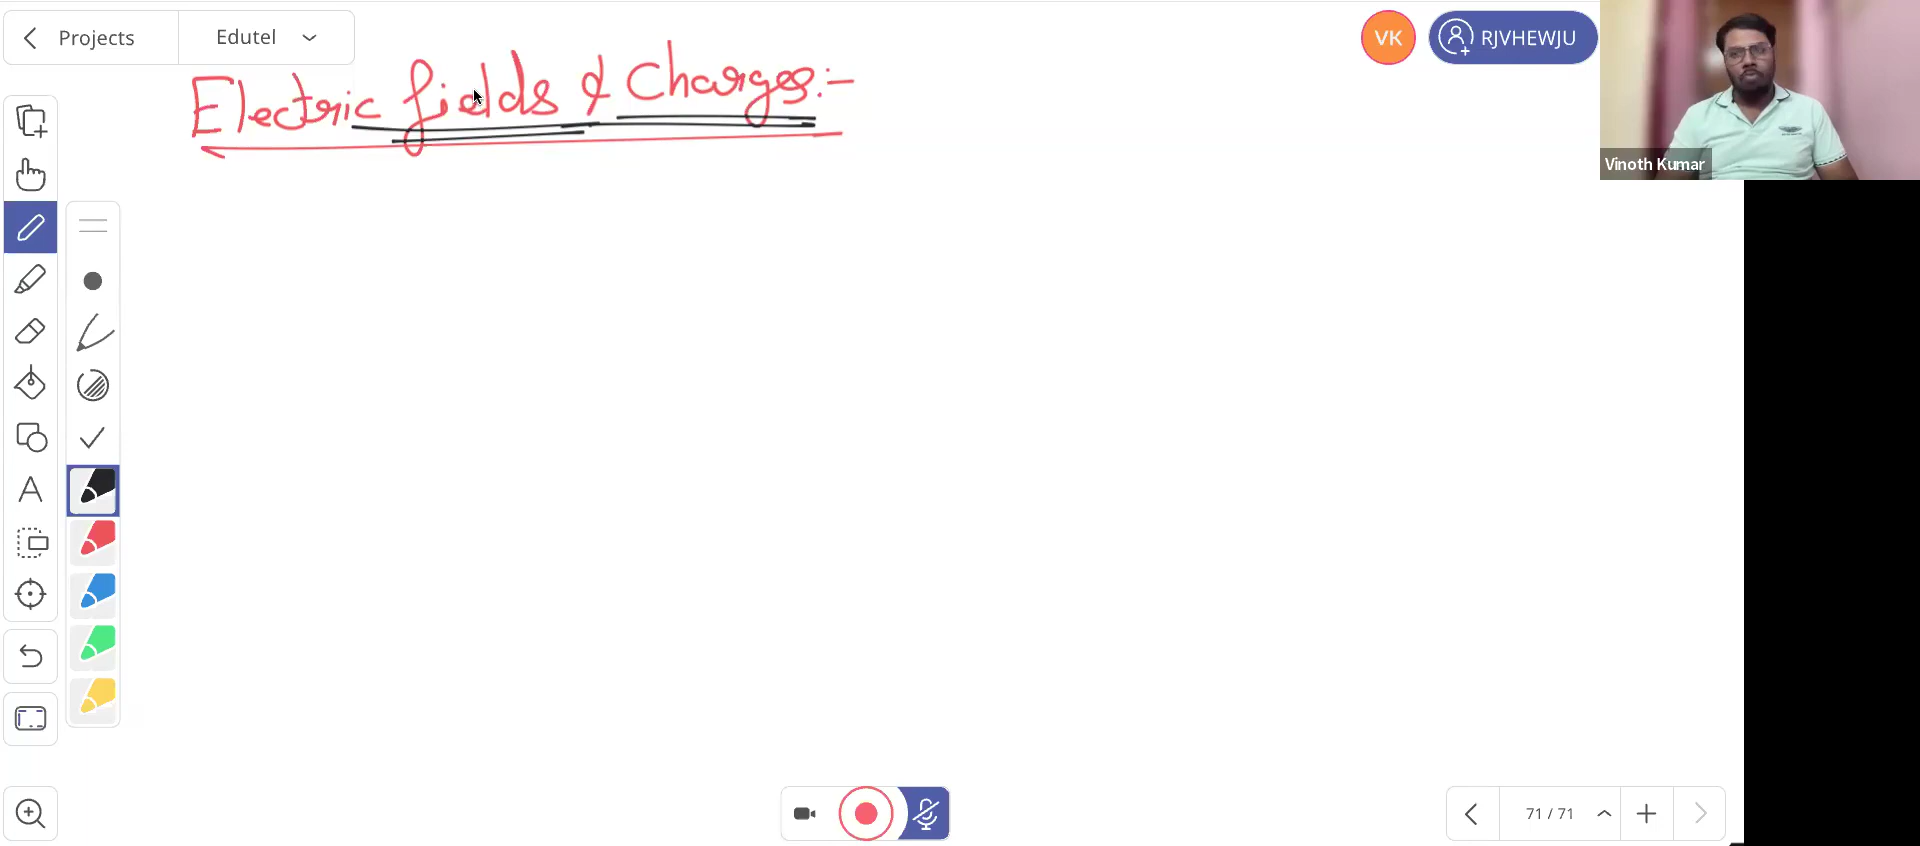 Projects
Edutel
VK
RJVHEWJU
Electric fields & Charges:-
Vinoth Kumar
A
71 / 71